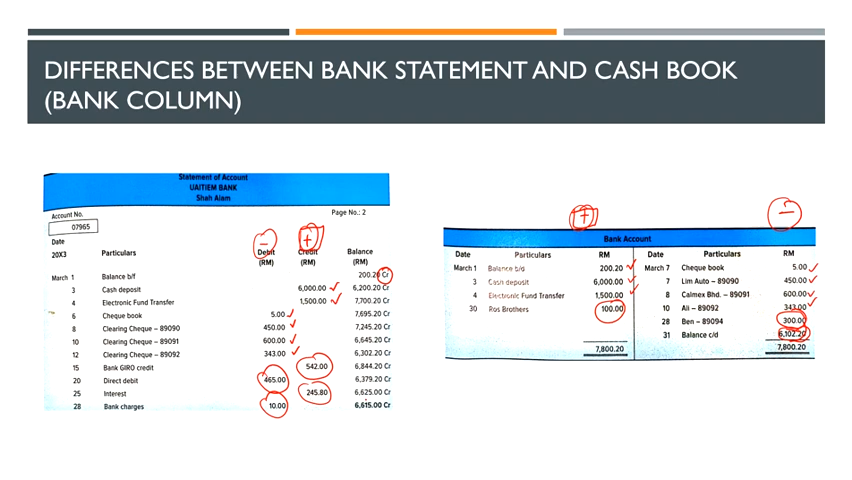 DIFFERENCES BETWEEN BANK STATEMENT AND CASH BOOK
(BANK COLUMN)
Statement of Account
UAITIEM BANK
Shah Alam
Account No. Page No.: 2
07965
Date - +
20X3 Particulars Debit (RM) Credit (RM) Balance (RM)
March 1 Balance b/f 200.20 Cr
3 Cash deposit 6,000.00 6,200.20 Cr
4 Electronic Fund Transfer 1,500.00 7,700.20 Cr
6 Cheque book 5.00 7,695.20 Cr
8 Clearing Cheque – 89090 450.00 7,245.20 Cr
10 Clearing Cheque – 89091 600.00 6,645.20 Cr
12 Clearing Cheque – 89092 343.00 6,302.20 Cr
15 Bank GIRO credit 542.00 6,844.20 Cr
20 Direct debit 465.00 6,379.20 Cr
25 Interest 245.80 6,625.00 Cr
28 Bank charges 10.00 6,615.00 Cr
+ -
Bank Account
Date Particulars RM Date Particulars RM
March 1 Balance b/d 200.20 March 7 Cheque book 5.00
3 Cash deposit 6,000.00 7 Lim Auto – 89090 450.00
4 Electronic Fund Transfer 1,500.00 8 Calmex Bhd. – 89091 600.00
30 Ros Brothers 100.00 10 Ali – 89092 343.00
28 Ben – 89094 300.00
31 Balance c/d 6,102.20
7,800.20 7,800.20